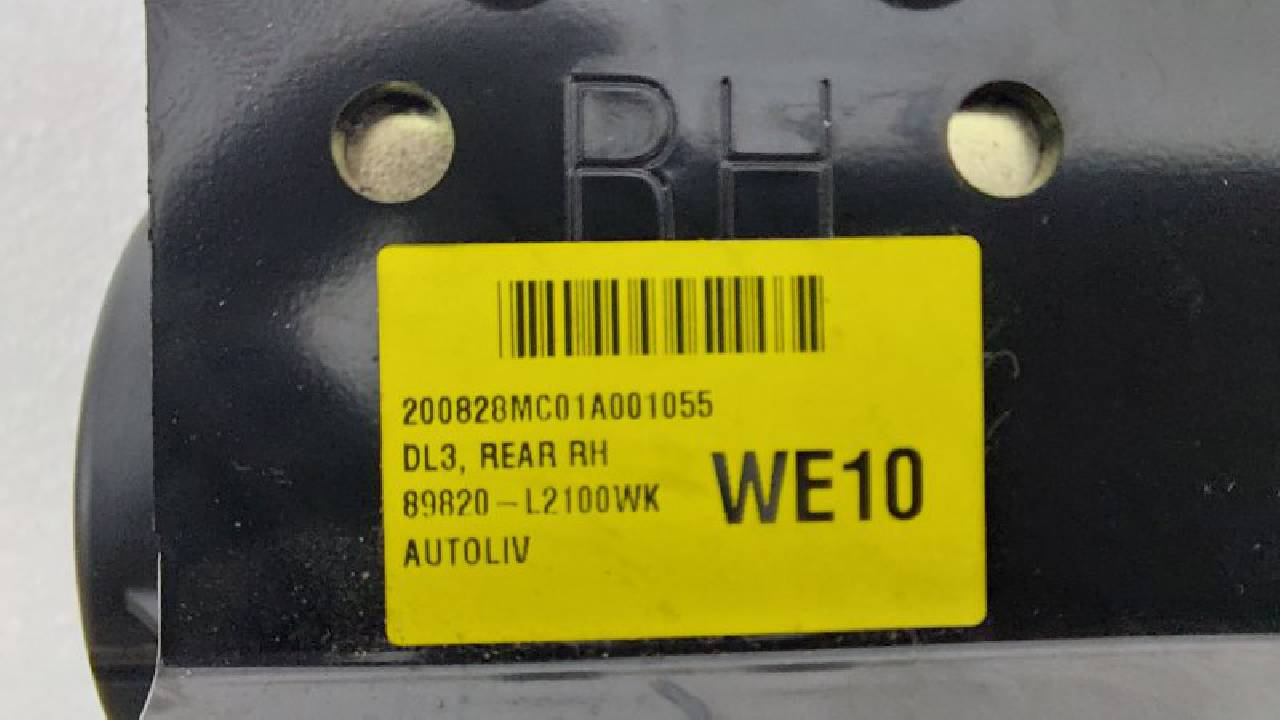 RH
200828MC01A001055
DL3, REAR RH
89820-L2100WK
WE10
AUTOLIV